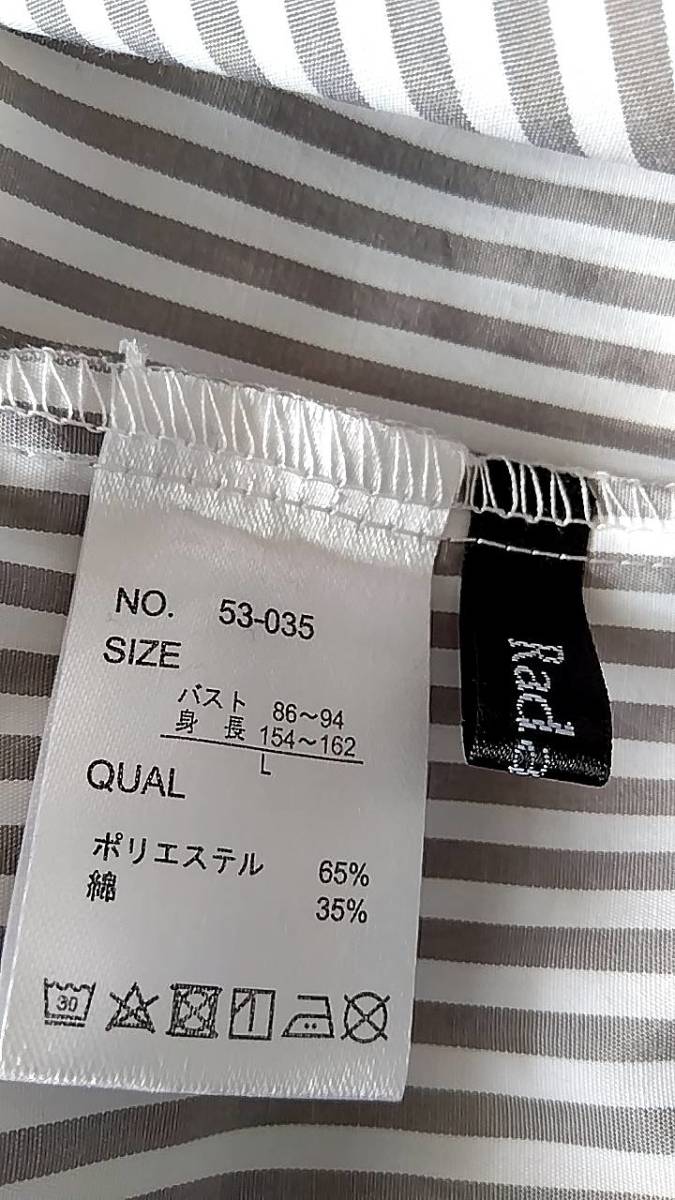 NO. 53-035
SIZE
バスト 86～94
身 長 154～162
L
QUAL
ポリエステル 65%
綿 35%
30